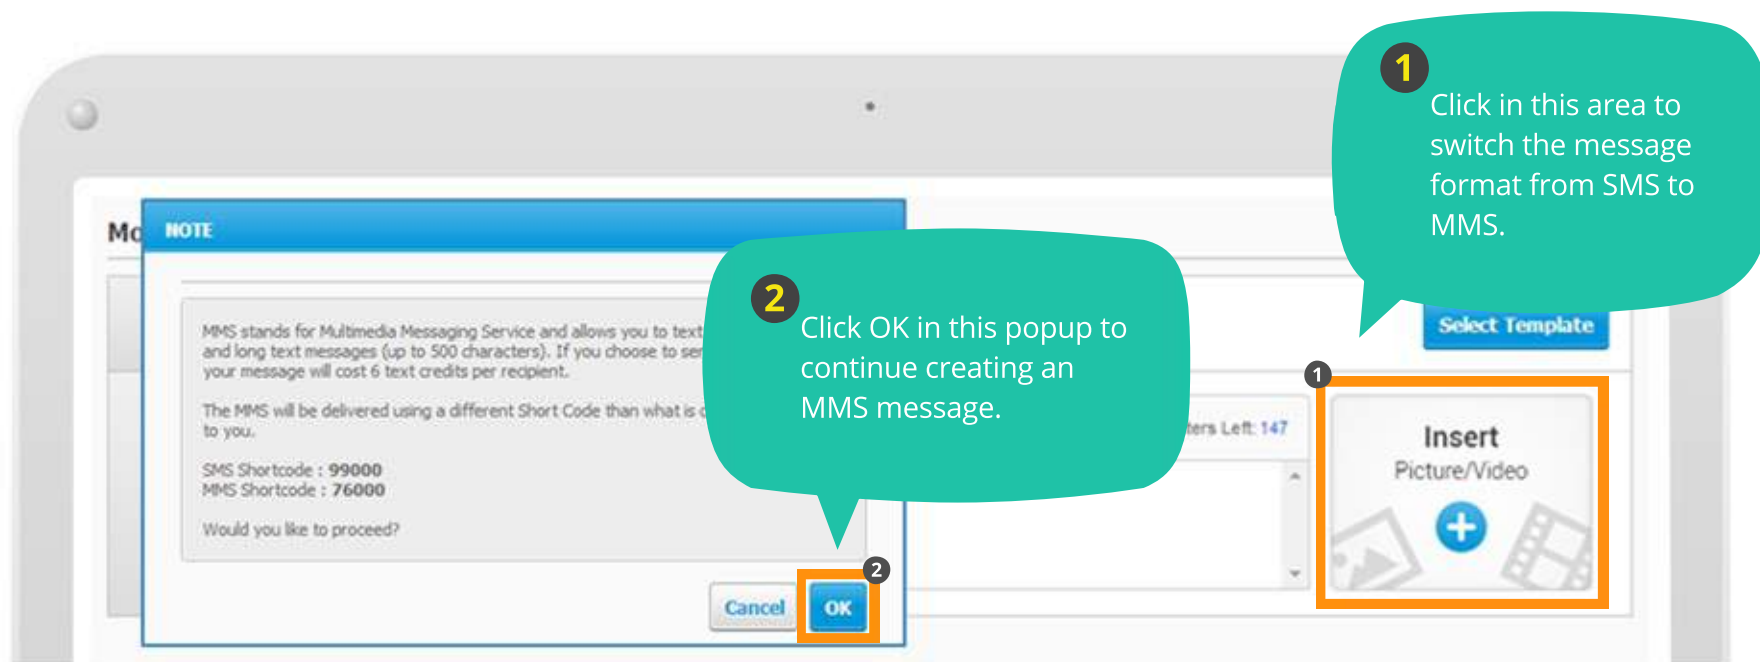 1
Click in this area to
switch the message
format from SMS to
MMS.
Mo
NOTE
2
Click OK in this popup to
continue creating an
MMS message.
MMS stands for Multimedia Messaging Service and allows you to text
and long text messages (up to 500 characters). If you choose to
your message will cost 6 text credits per recipient.
The MMS will be delivered using a different Short Code than what is
to you.
SMS Shortcode : 99000
MMS Shortcode : 76000
Would you like to proceed?
Cancel
OK
2
Select Template
1
Left: 147
Insert
Picture/Video